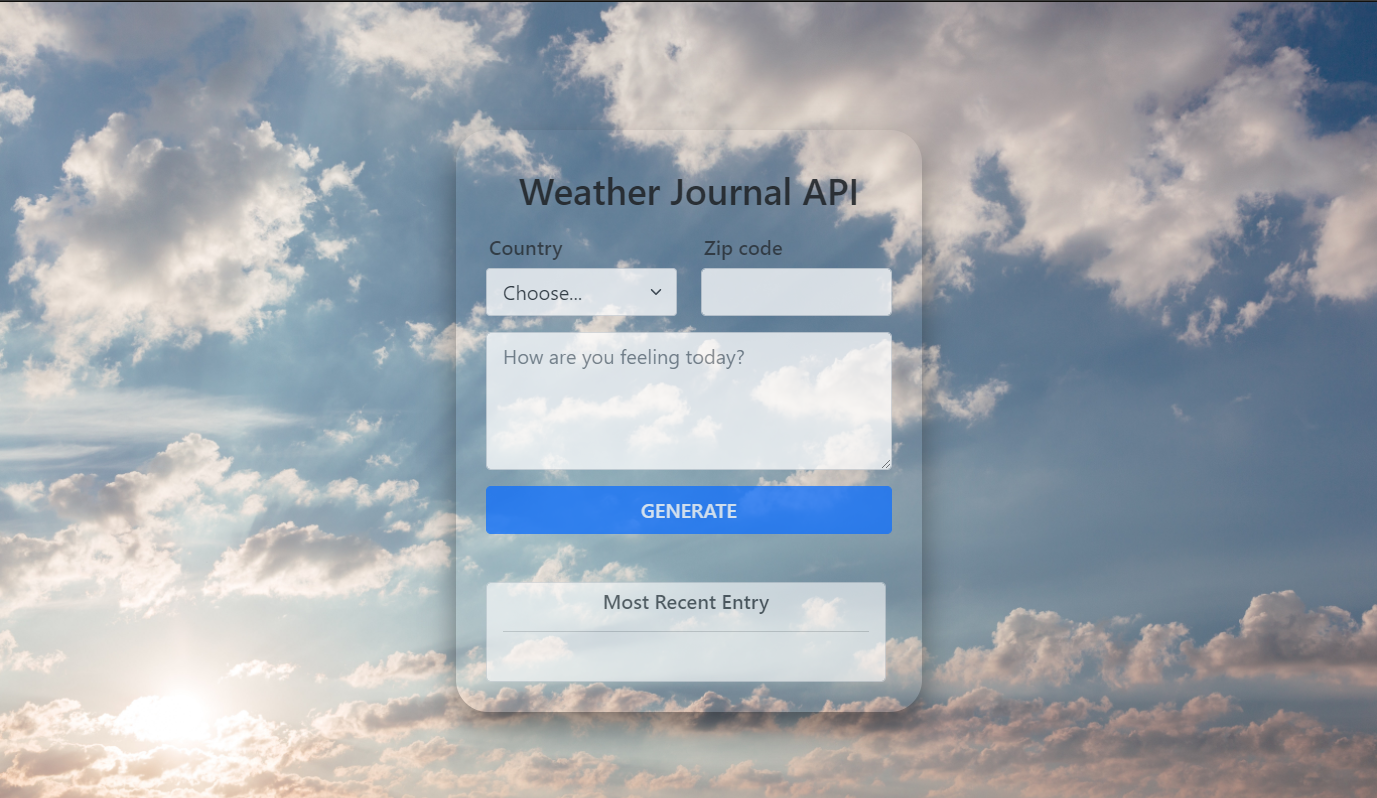 Weather Journal API
Country Zip code
Choose...
How are you feeling today?
GENERATE
Most Recent Entry